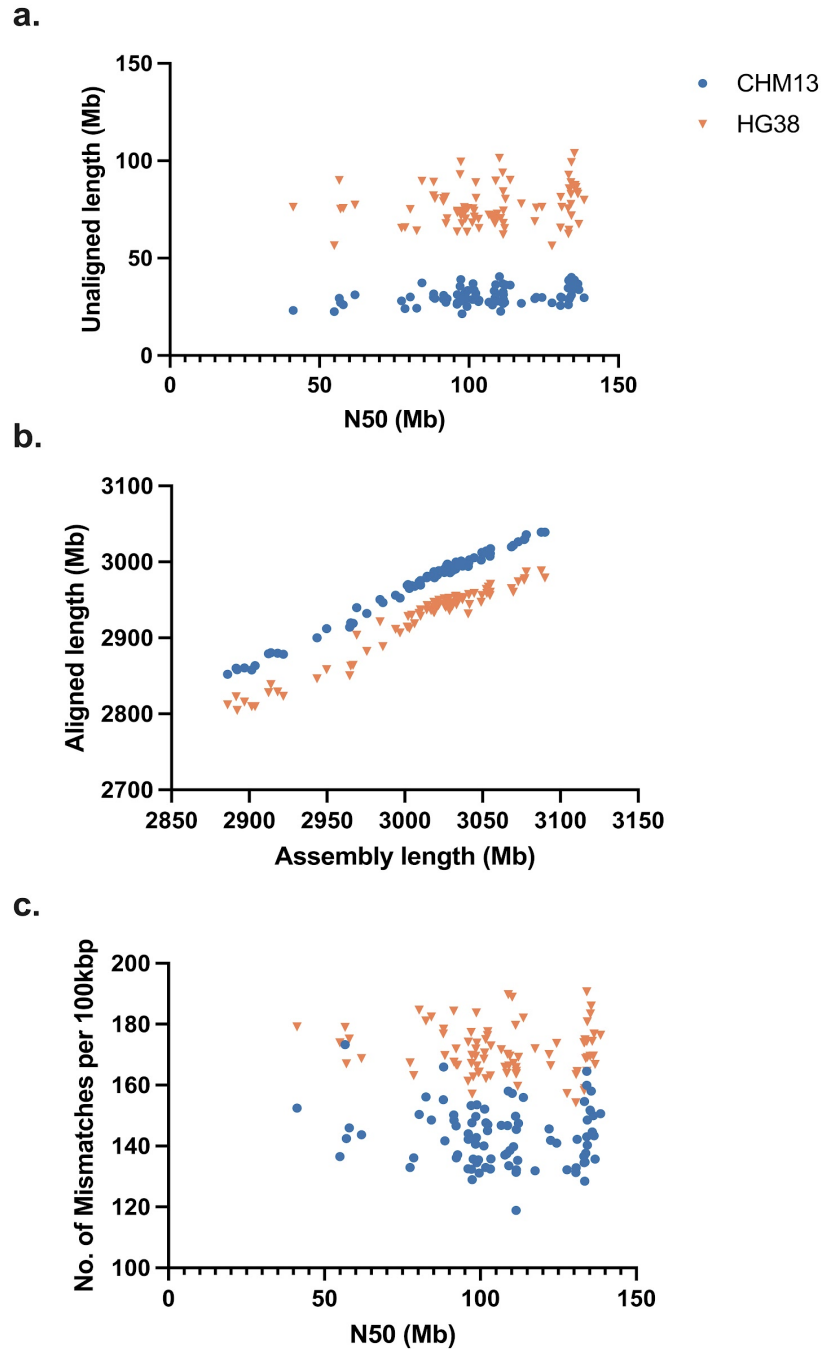 a.
CHM13
HG38
Unaligned length (Mb)
150
100
50
0
0 50 100 150
N50 (Mb)
b.
Aligned length (Mb)
3100
3000
2900
2800
2700
2850 2900 2950 3000 3050 3100 3150
Assembly length (Mb)
c.
No. of Mismatches per 100kbp
200
180
160
140
120
100
0 50 100 150
N50 (Mb)